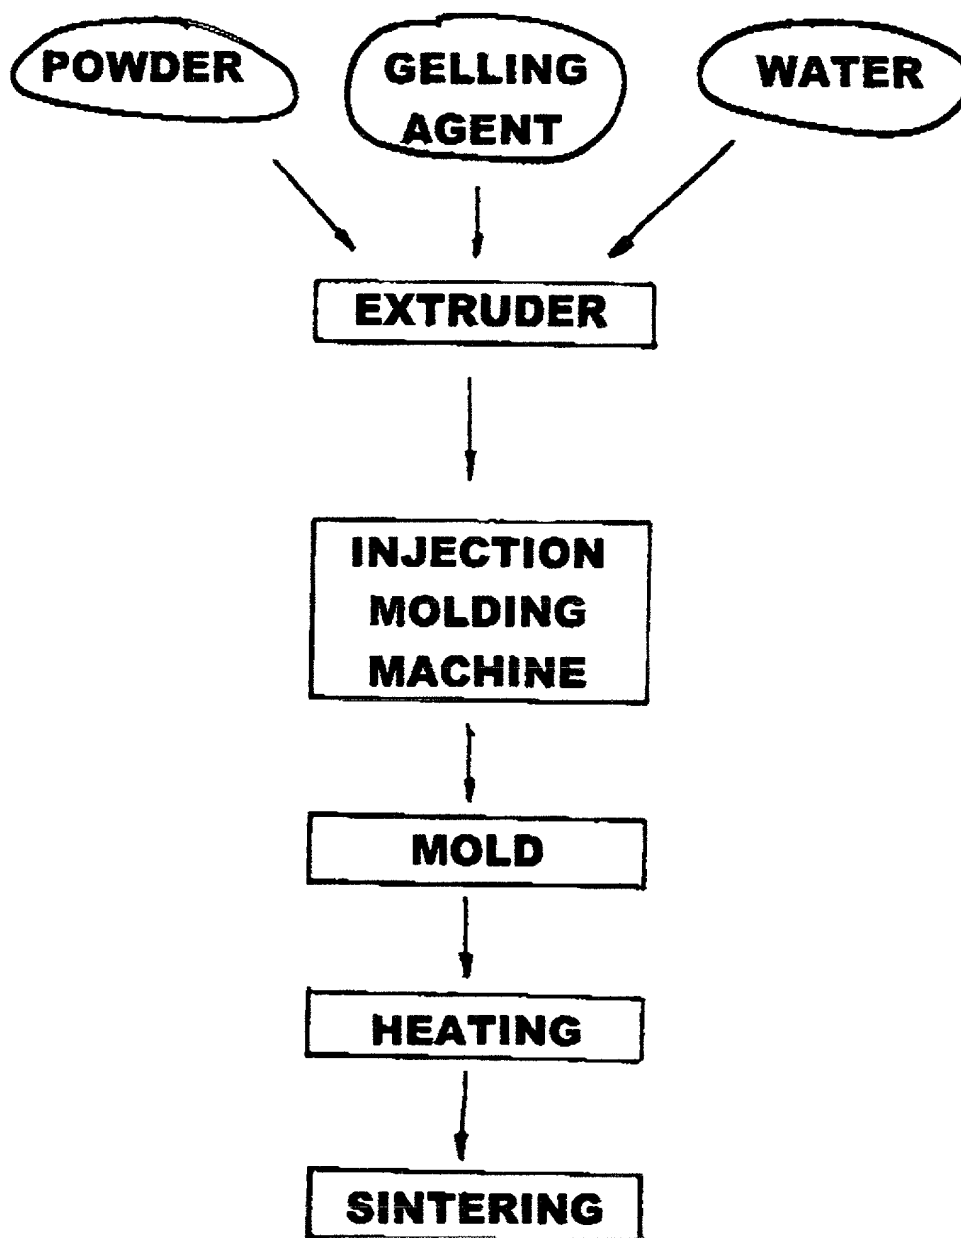 POWDER
GELLING
AGENT
WATER
EXTRUDER
INJECTION
MOLDING
MACHINE
MOLD
HEATING
SINTERING